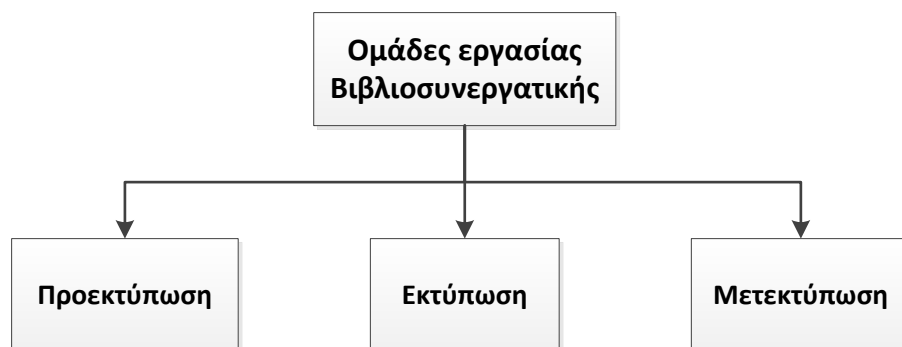 Ομάδες εργασίας
Βιβλιοσυνεργατικής
Προεκτύπωση
Εκτύπωση
Μετεκτύπωση